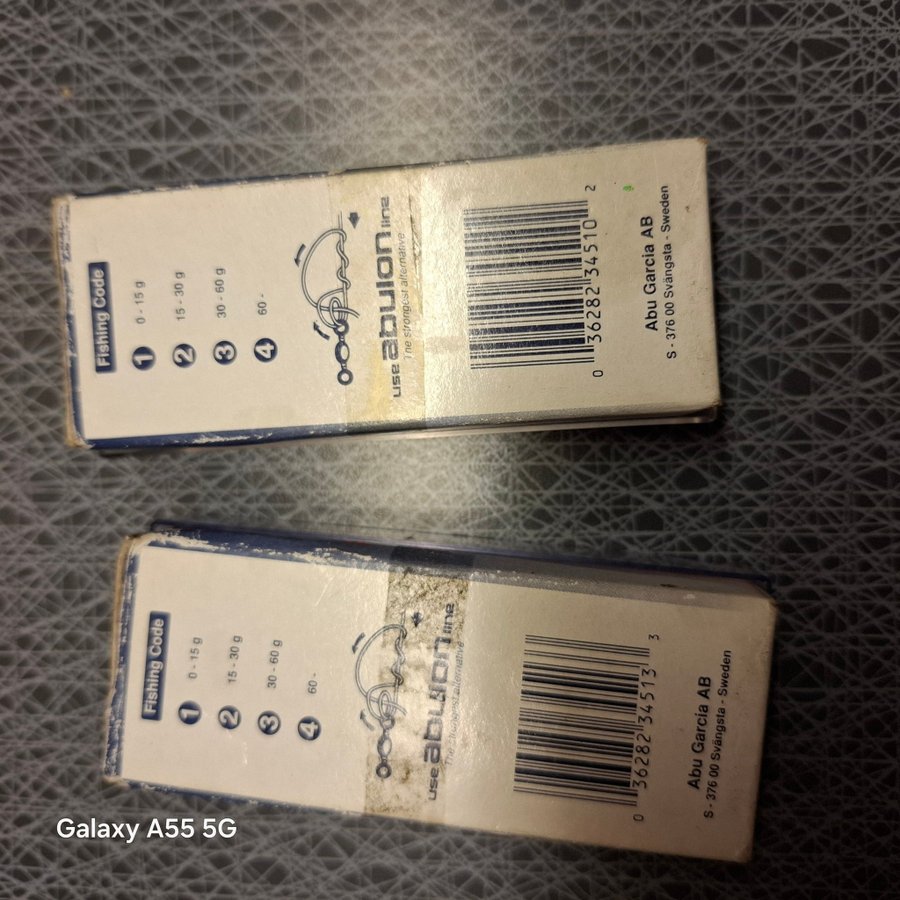 Fishing Code
1 0 - 15 g
2 15 - 30 g
3 30 - 60 g
4 60 -
use abulon line
The strongest alternative
0 36282 34510 2
Abu Garcia AB
S - 376 00 Svängsta - Sweden
Fishing Code
1 0 - 15 g
2 15 - 30 g
3 30 - 60 g
4 60 -
use abulon line
The strongest alternative
0 36282 34513 3
Abu Garcia AB
S - 376 00 Svängsta - Sweden
Galaxy A55 5G